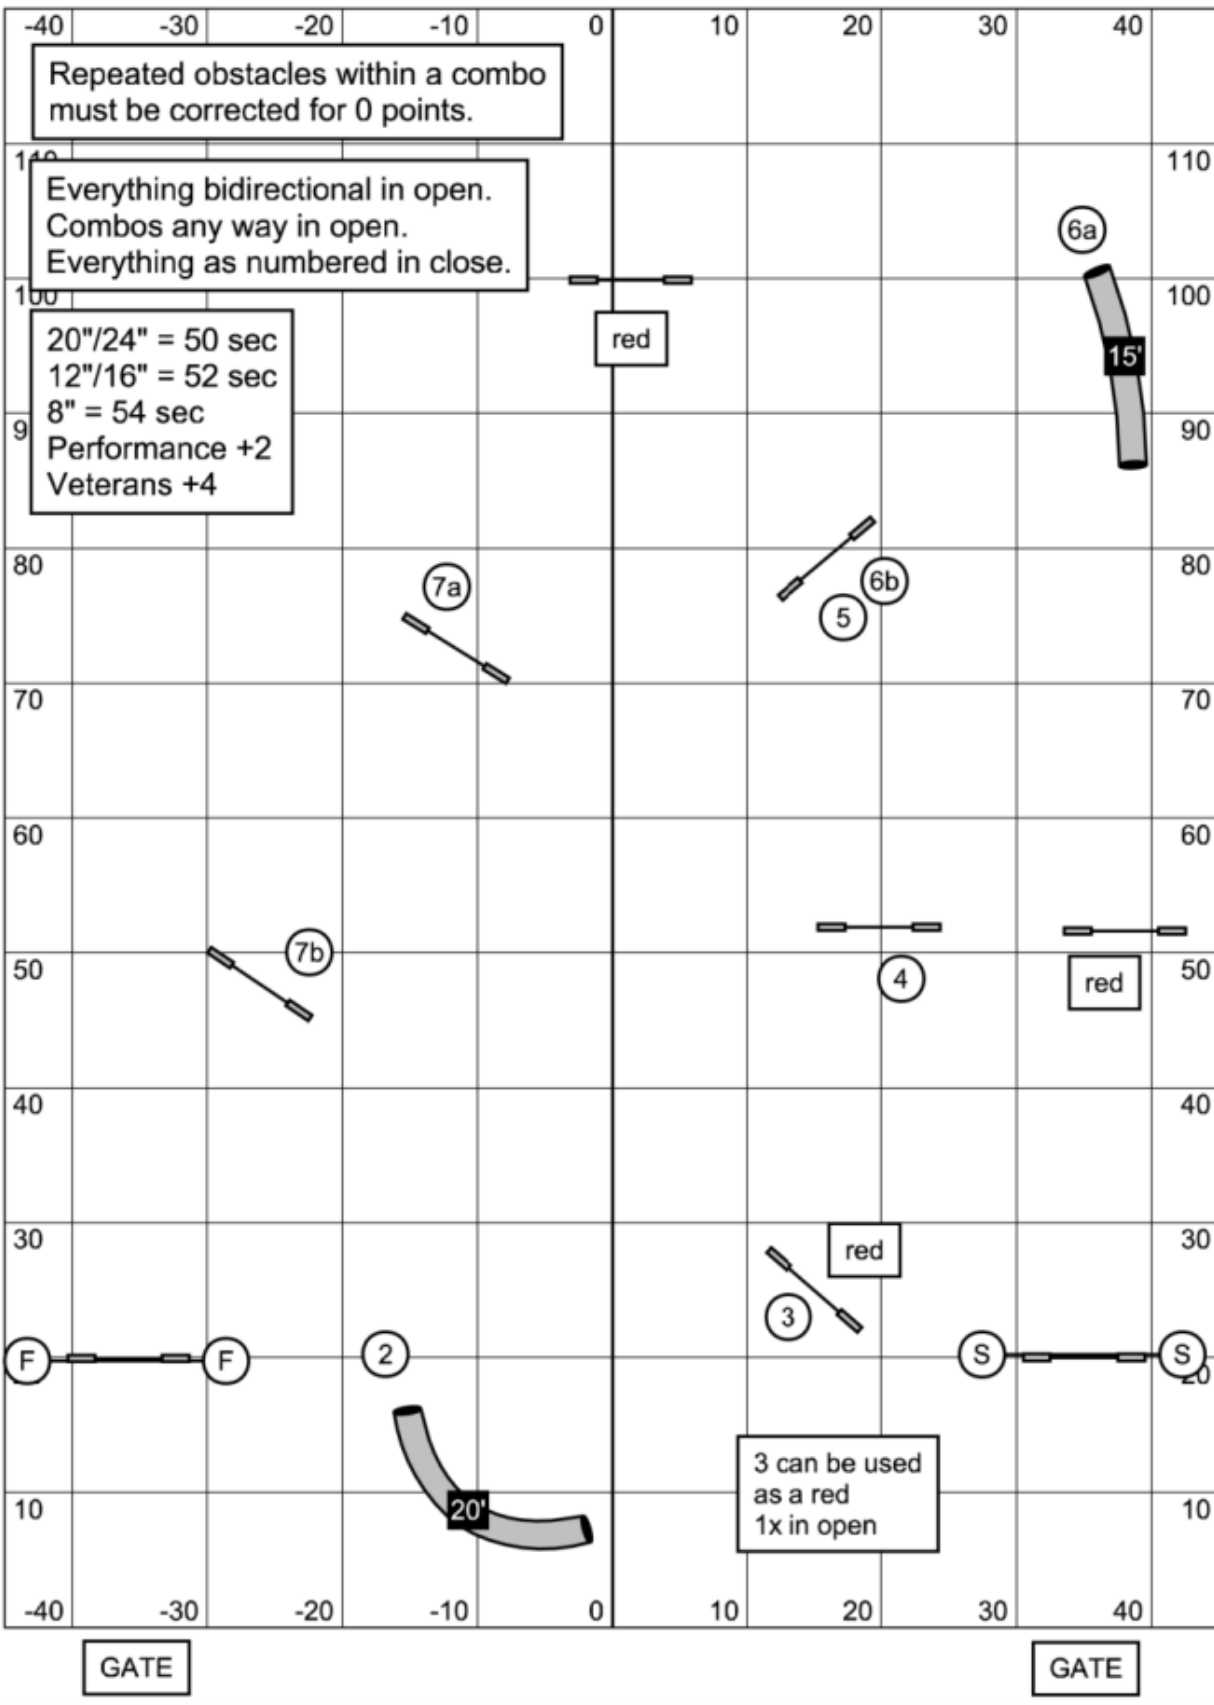 -40 -30 -20 -10 0 10 20 30 40
Repeated obstacles within a combo
must be corrected for 0 points.
110 110
Everything bidirectional in open.
Combos any way in open.
Everything as numbered in close.
6a
100 100
20"/24" = 50 sec
12"/16" = 52 sec
8" = 54 sec
Performance +2
Veterans +4
red
15'
9 90
80 80
7a
6b
5
70 70
60 60
7b
50 50
4
red
40 40
30 30
red
3
F F 2 S S
20
3 can be used
as a red
1x in open
20'
10 10
-40 -30 -20 -10 0 10 20 30 40
GATE GATE